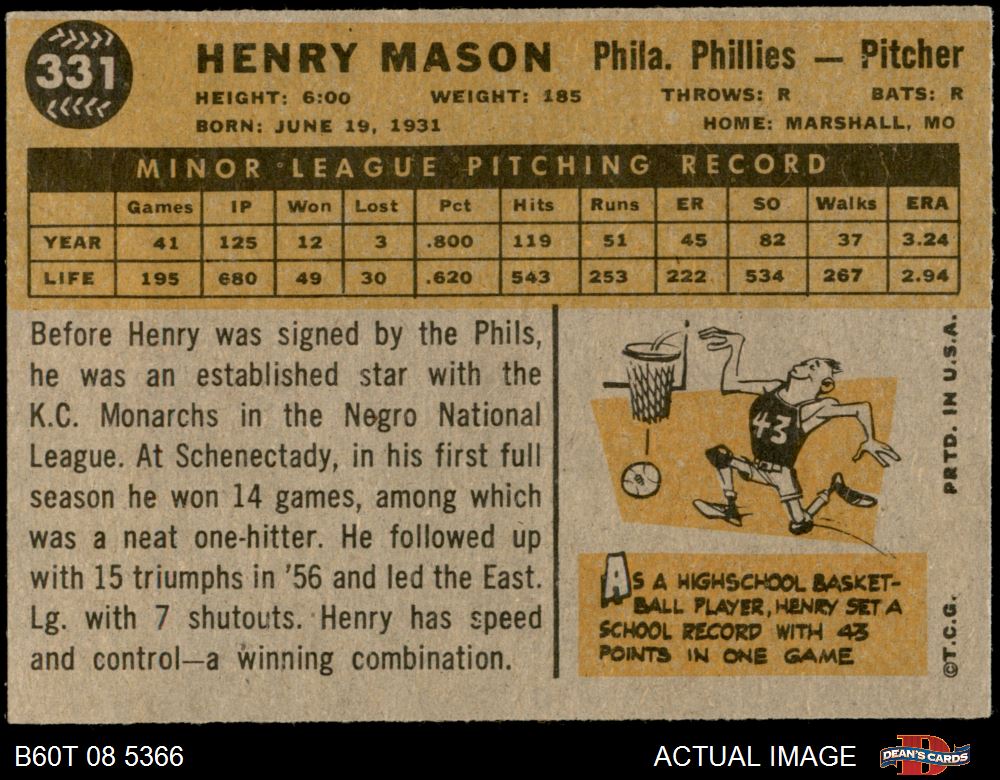 331
HENRY MASON Phila. Phillies — Pitcher
HEIGHT: 6:00 WEIGHT: 185 THROWS: R BATS: R
BORN: JUNE 19, 1931 HOME: MARSHALL, MO
MINOR LEAGUE PITCHING RECORD
Games IP Won Lost Pct Hits Runs ER SO Walks ERA
YEAR 41 125 12 3 .800 119 51 45 82 37 3.24
LIFE 195 680 49 30 .620 543 253 222 534 267 2.94
Before Henry was signed by the Phils,
he was an established star with the
K.C. Monarchs in the Negro National
League. At Schenectady, in his first full
season he won 14 games, among which
was a neat one-hitter. He followed up
with 15 triumphs in '56 and led the East.
Lg. with 7 shutouts. Henry has speed
and control—a winning combination.
43
AS A HIGHSCHOOL BASKET-
BALL PLAYER, HENRY SET A
SCHOOL RECORD WITH 43
POINTS IN ONE GAME
©T.C.G. PRTD. IN U.S.A.
B60T 08 5366 ACTUAL IMAGE DEAN'S CARDS